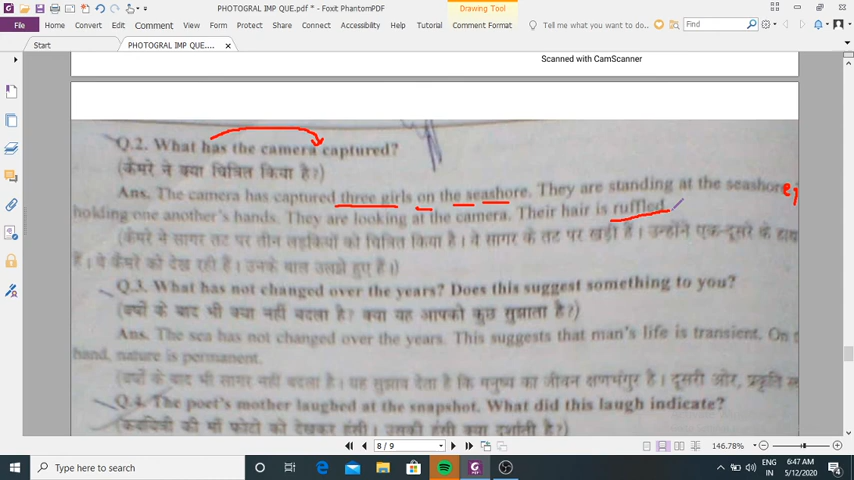 PHOTOGRAL IMP QUE.pdf * - Foxit PhantomPDF
Drawing Tool
File Home Edit Comment View Form Protect Share Connect Accessibility Help Tutorial Comment Format
Tell me what you want to do.. Find
Start PHOTOGRAL IMP QUE....
Scanned with CamScanner
Q.2. What has the camera captured?
(कैमरे ने क्या चित्रित किया है?)
Ans. The camera has captured three girls on the seashore. They are standing at the seashore
holding one another's hands. They are looking at the camera. Their hair is ruffled.
(कैमरे ने सागर तट पर तीन लड़कियों को चित्रित किया है। वे सागर के तट पर खड़ी हैं। उन्होंने एक-दूसरे के हाथ
हैं। वे कैमरे को देख रही हैं। उनके बाल उलझे हुए हैं।)
Q.3. What has not changed over the years? Does this suggest something to you?
(वर्षों के बाद भी क्या नहीं बदला है? क्या यह आपको कुछ सुझाता है?)
Ans. The sea has not changed over the years. This suggests that man's life is transient. On
hand, nature is permanent.
(वर्षों के बाद भी सागर नहीं बदला है। यह सुझाव देता है कि मनुष्य का जीवन क्षणभंगुर है। दूसरी ओर, प्रकृति
Q.4. The poet's mother laughed at the snapshot. What did this laugh indicate?
(कवयित्री की माँ फोटो को देखकर हंसी। उसकी हंसी क्या दर्शाती है?)
8 / 9
146.78%
Type here to search
ENG
IN
6:47 AM
5/12/2020
4